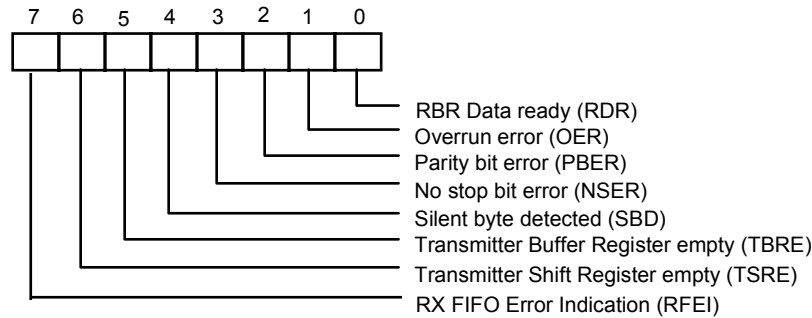 7 6 5 4 3 2 1 0
RBR Data ready (RDR)
Overrun error (OER)
Parity bit error (PBER)
No stop bit error (NSER)
Silent byte detected (SBD)
Transmitter Buffer Register empty (TBRE)
Transmitter Shift Register empty (TSRE)
RX FIFO Error Indication (RFEI)